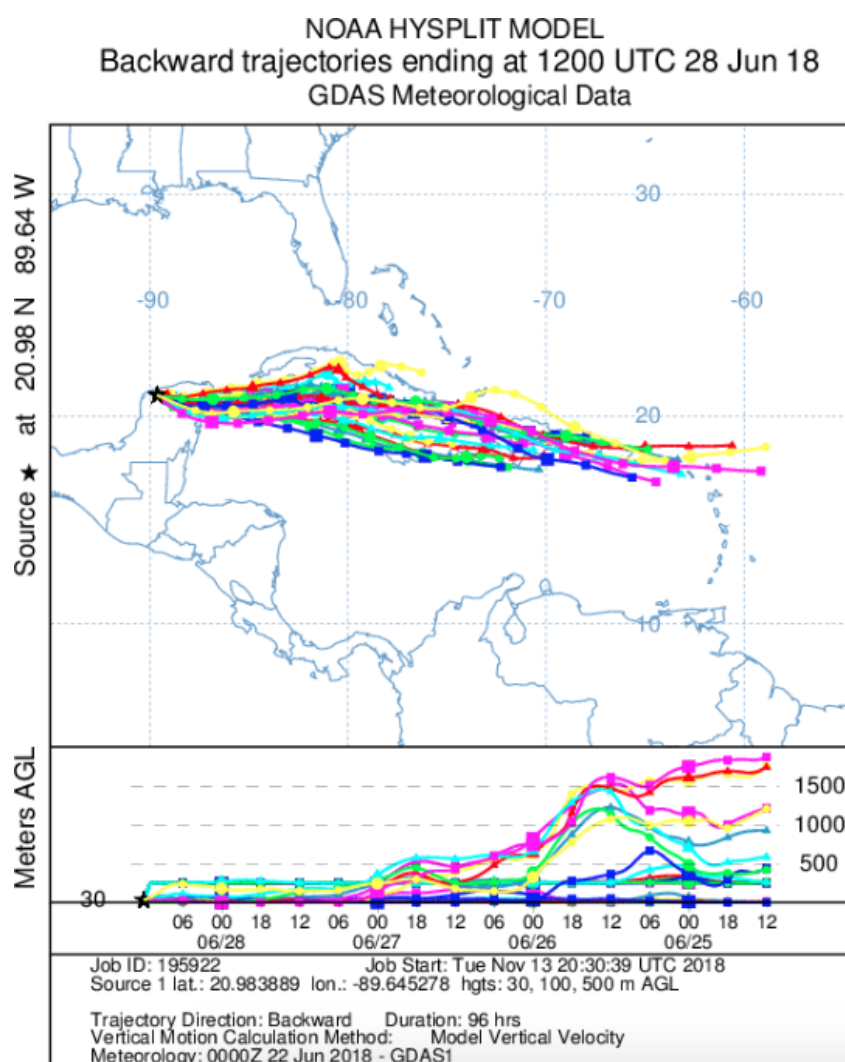 NOAA HYSPLIT MODEL
Backward trajectories ending at 1200 UTC 28 Jun 18
GDAS Meteorological Data
Source ★ at 20.98 N 89.64 W
30
-90 -80 -70 -60
20
10
Meters AGL
1500
1000
500
30
06 00 18 12 06 00 18 12 06 00 18 12 06 00 18 12
06/28 06/27 06/26 06/25
Job ID: 195922 Job Start: Tue Nov 13 20:30:39 UTC 2018
Source 1 lat.: 20.983889 lon.: -89.645278 hgts: 30, 100, 500 m AGL
Trajectory Direction: Backward Duration: 96 hrs
Vertical Motion Calculation Method: Model Vertical Velocity
Meteorology: 0000Z 22 Jun 2018 - GDAS1